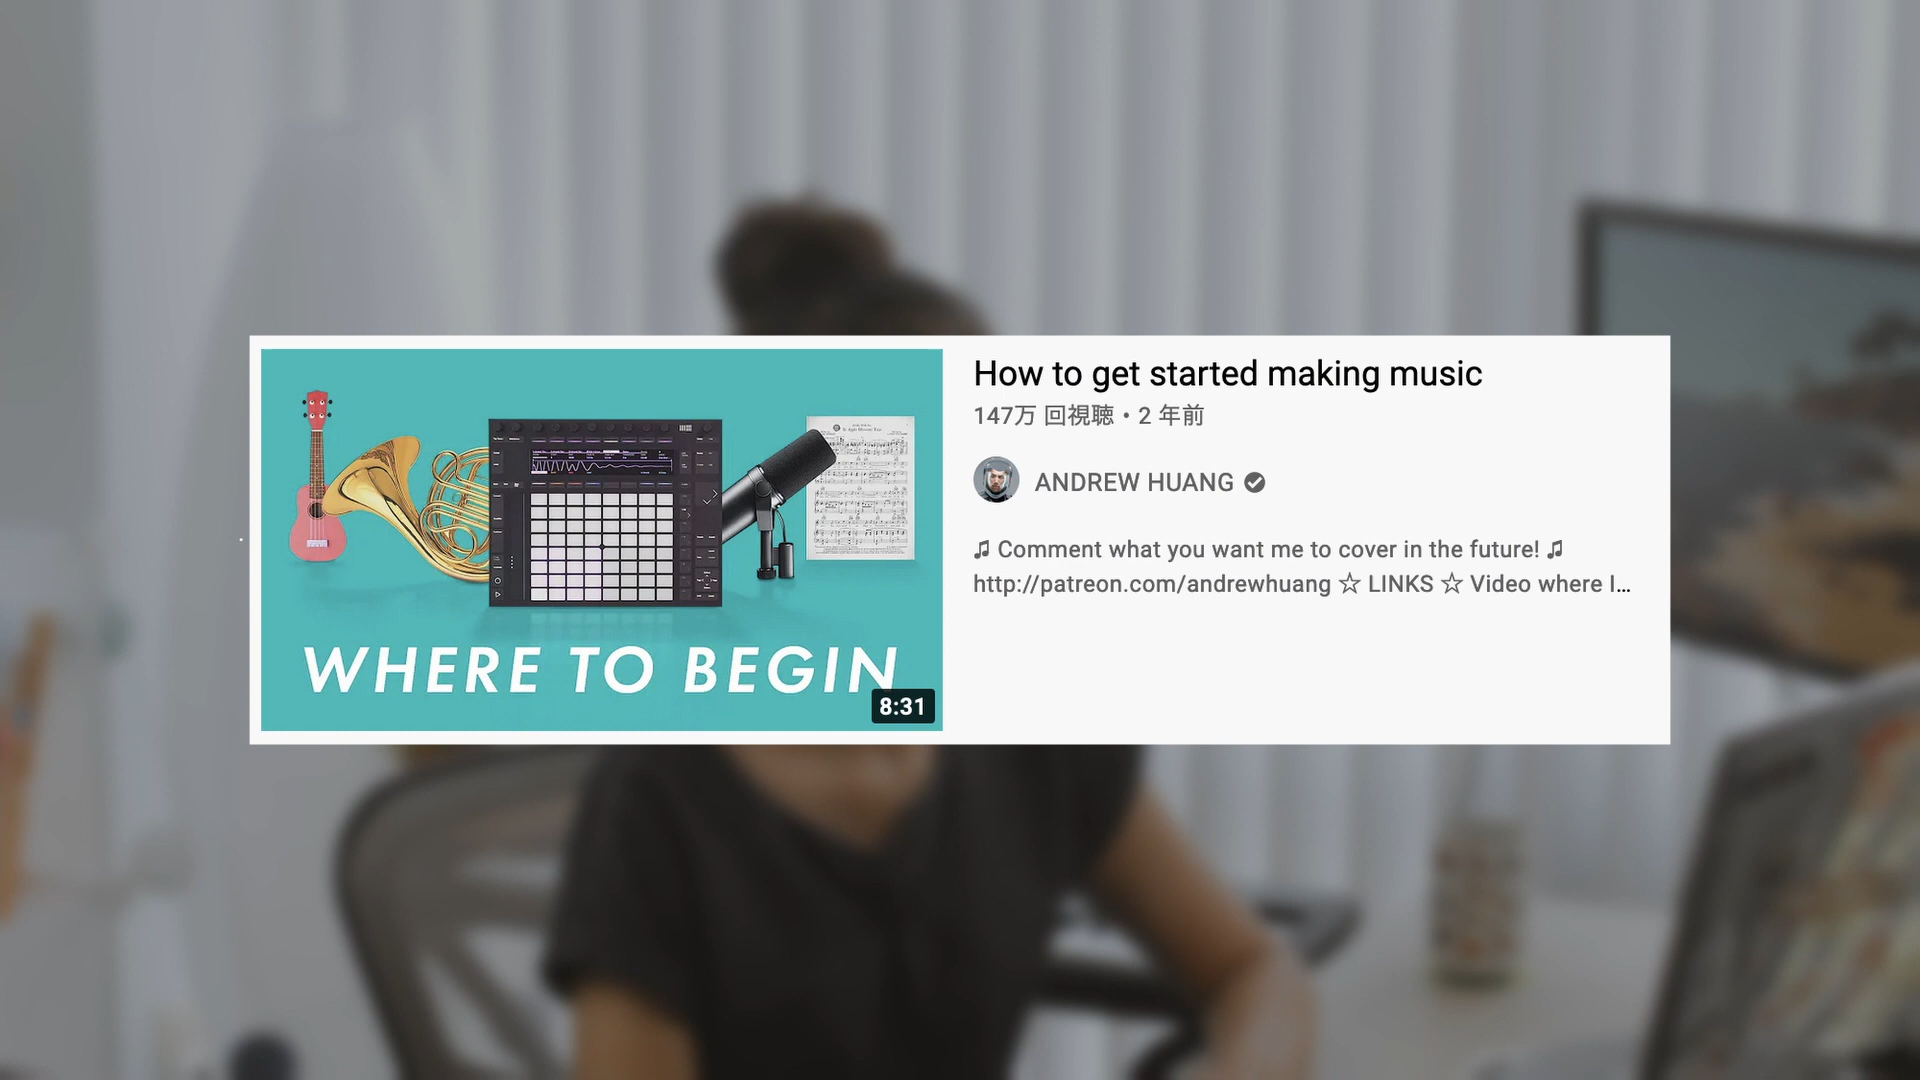 WHERE TO BEGIN
8:31
How to get started making music
147万 回視聴・2 年前
ANDREW HUANG
♫ Comment what you want me to cover in the future! ♫
http://patreon.com/andrewhuang ☆ LINKS ☆ Video where I...